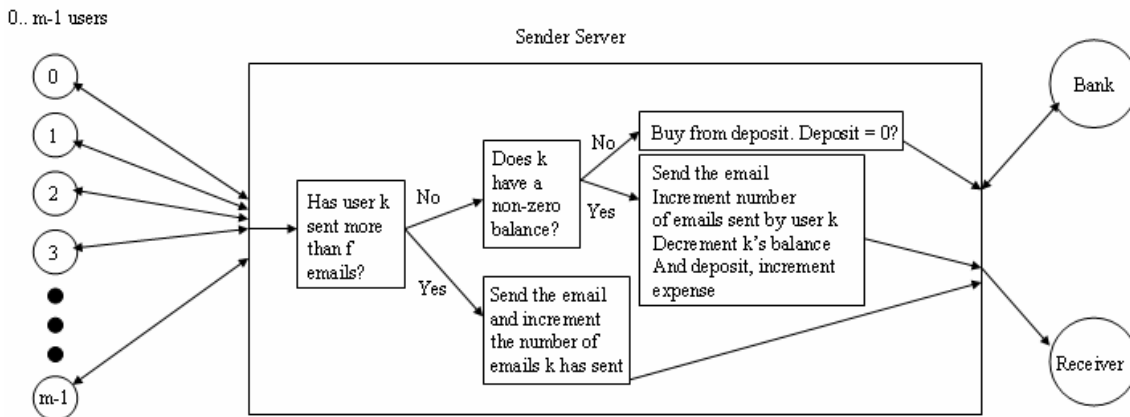 0.. m-1 users
Sender Server
0
1
2
3
m-1
Has user k
sent more
than f
emails?
No
Yes
Does k
have a
non-zero
balance?
No
Yes
Buy from deposit. Deposit = 0?
Send the email
Increment number
of emails sent by user k
Decrement k's balance
And deposit, increment
expense
Send the email
and increment
the number of
emails k has sent
Bank
Receiver